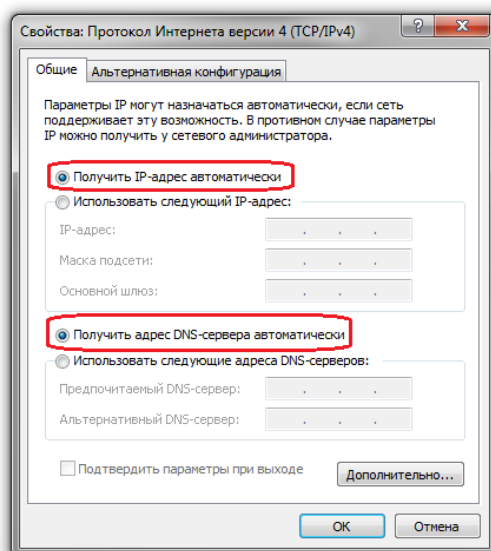 Свойства: Протокол Интернета версии 4 (TCP/IPv4)
Общие
Альтернативная конфигурация
Параметры IP могут назначаться автоматически, если сеть
поддерживает эту возможность. В противном случае параметры
IP можно получить у сетевого администратора.
Получить IP-адрес автоматически
Использовать следующий IP-адрес:
IP-адрес:
Маска подсети:
Основной шлюз:
Получить адрес DNS-сервера автоматически
Использовать следующие адреса DNS-серверов:
Предпочитаемый DNS-сервер:
Альтернативный DNS-сервер:
Подтвердить параметры при выходе
Дополнительно...
ОК
Отмена